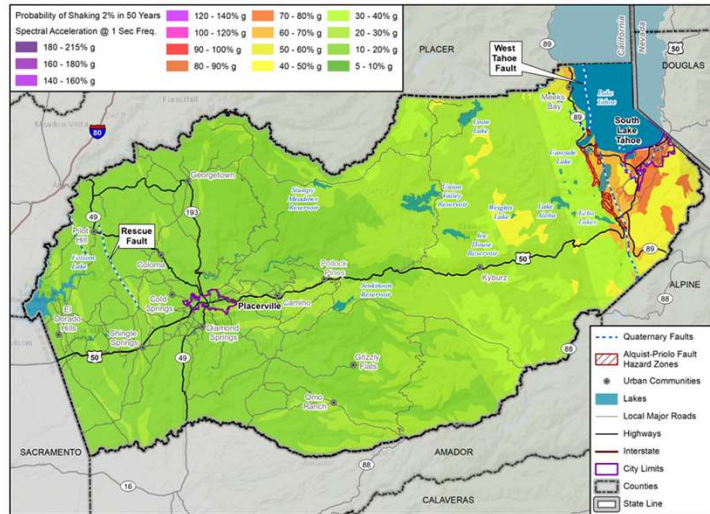 Probability of Shaking 2% in 50 Years
Spectral Acceleration @ 1 Sec Freq.
180 - 215% g
160 - 180% g
140 - 160% g
120 - 140% g
100 - 120% g
90 - 100% g
80 - 90% g
70 - 80% g
60 - 70% g
50 - 60% g
40 - 50% g
30 - 40% g
20 - 30% g
10 - 20% g
5 - 10% g
PLACER
89
West
Tahoe
Fault
California
Nevada
50
DOUGLAS
Foresthill
80
Meeks
Bay
Lake
Tahoe
89
South
Lake
Tahoe
Loon
Lake
Cascade
Lake
Georgetown
193
49
Stumpy
Meadows
Reservoir
Union
Valley
Reservoir
Wrights
Lake
Lake
Aloha
Echo
Lakes
Pilot
Hill
Rescue
Fault
Ice
House
Reservoir
50
89
Folsom
Lake
Coloma
Pollock
Pines
Kyburz
ALPINE
88
Cold
Springs
Placerville
Camino
Jenkinson
Reservoir
El
Dorado
Hills
Shingle
Springs
Diamond
Springs
50
49
Grizzly
Flats
88
Omo
Ranch
SACRAMENTO
AMADOR
16
88
CALAVERAS
Quaternary Faults
Alquist-Priolo Fault
Hazard Zones
Urban Communities
Lakes
Local Major Roads
Highways
Interstate
City Limits
Counties
State Line